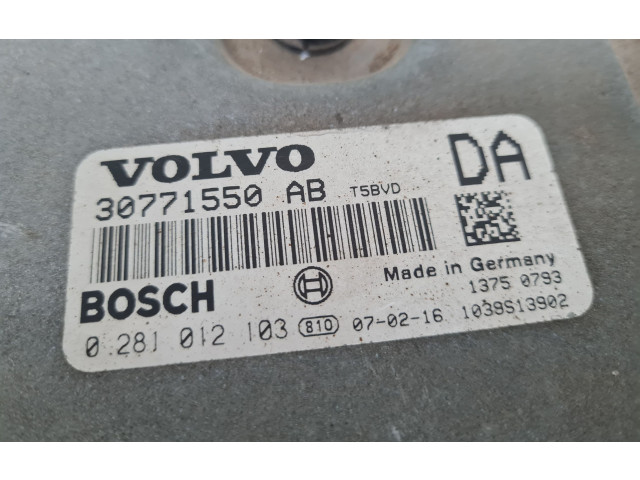 VOLVO
DA
30771550 AB T5BVD
BOSCH
Made in Germany
1375 0793
0 281 012 103 810 07-02-16 1039S13902